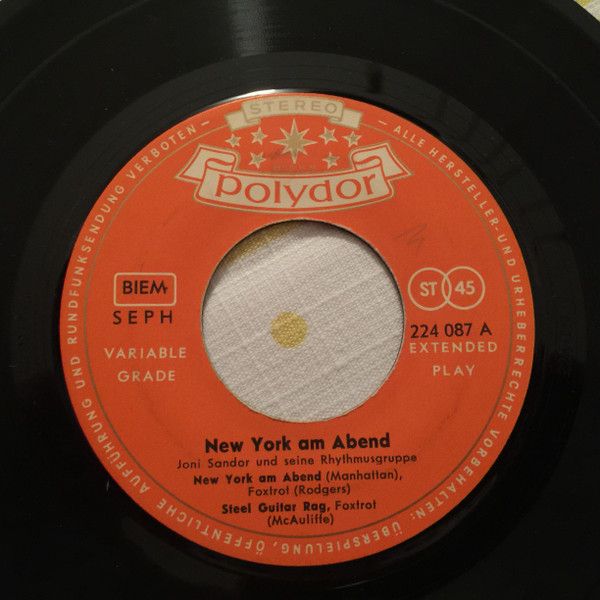 STEREO
polydor
ALLE HERSTELLER- UND URHEBERRECHTE VORBEHALTEN: ÜBERSPIELUNG, ÖFFENTLICHE AUFFÜHRUNG UND RUNDFUNKSENDUNG VERBOTEN
BIEM
SEPH
VARIABLE
GRADE
ST 45
224 087 A
EXTENDED
PLAY
New York am Abend
Joni Sandor und seine Rhythmusgruppe
New York am Abend (Manhattan),
Foxtrot (Rodgers)
Steel Guitar Rag, Foxtrot
(McAuliffe)